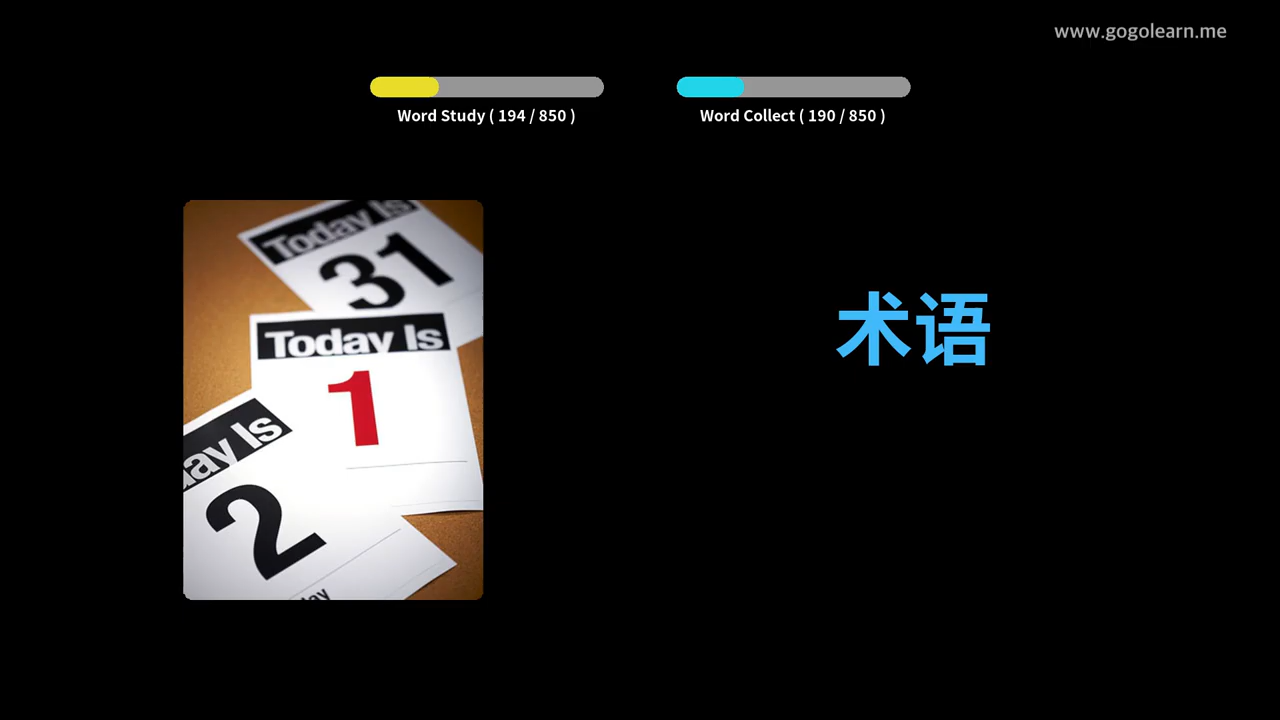 www.gogolearn.me
Word Study ( 194 / 850 )
Word Collect ( 190 / 850 )
Today Is
31
Today Is
1
ay Is
2
术语